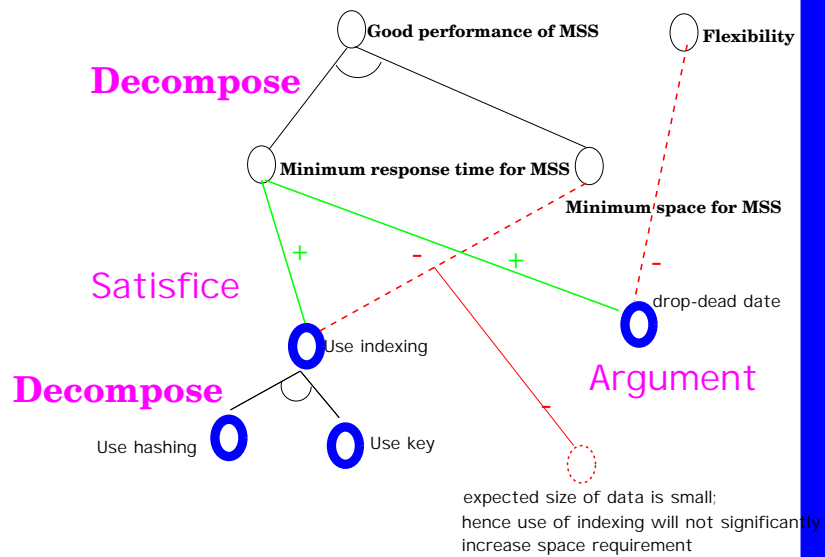 Good performance of MSS
Flexibility
Decompose
Minimum response time for MSS
Minimum space for MSS
+
-
+
-
Satisfice
drop-dead date
Use indexing
Argument
Decompose
-
Use hashing
Use key
expected size of data is small;
hence use of indexing will not significantly
increase space requirement